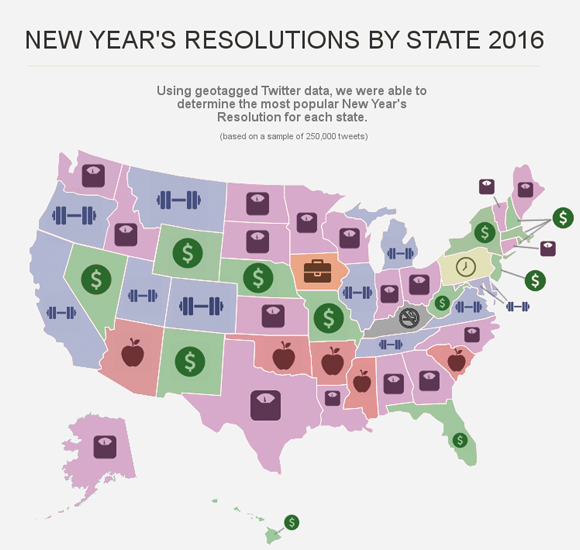 NEW YEAR'S RESOLUTIONS BY STATE 2016
Using geotagged Twitter data, we were able to
determine the most popular New Year's
Resolution for each state.
(based on a sample of 250,000 tweets)
$
$
$
$
$
$
$
$
$
$
$